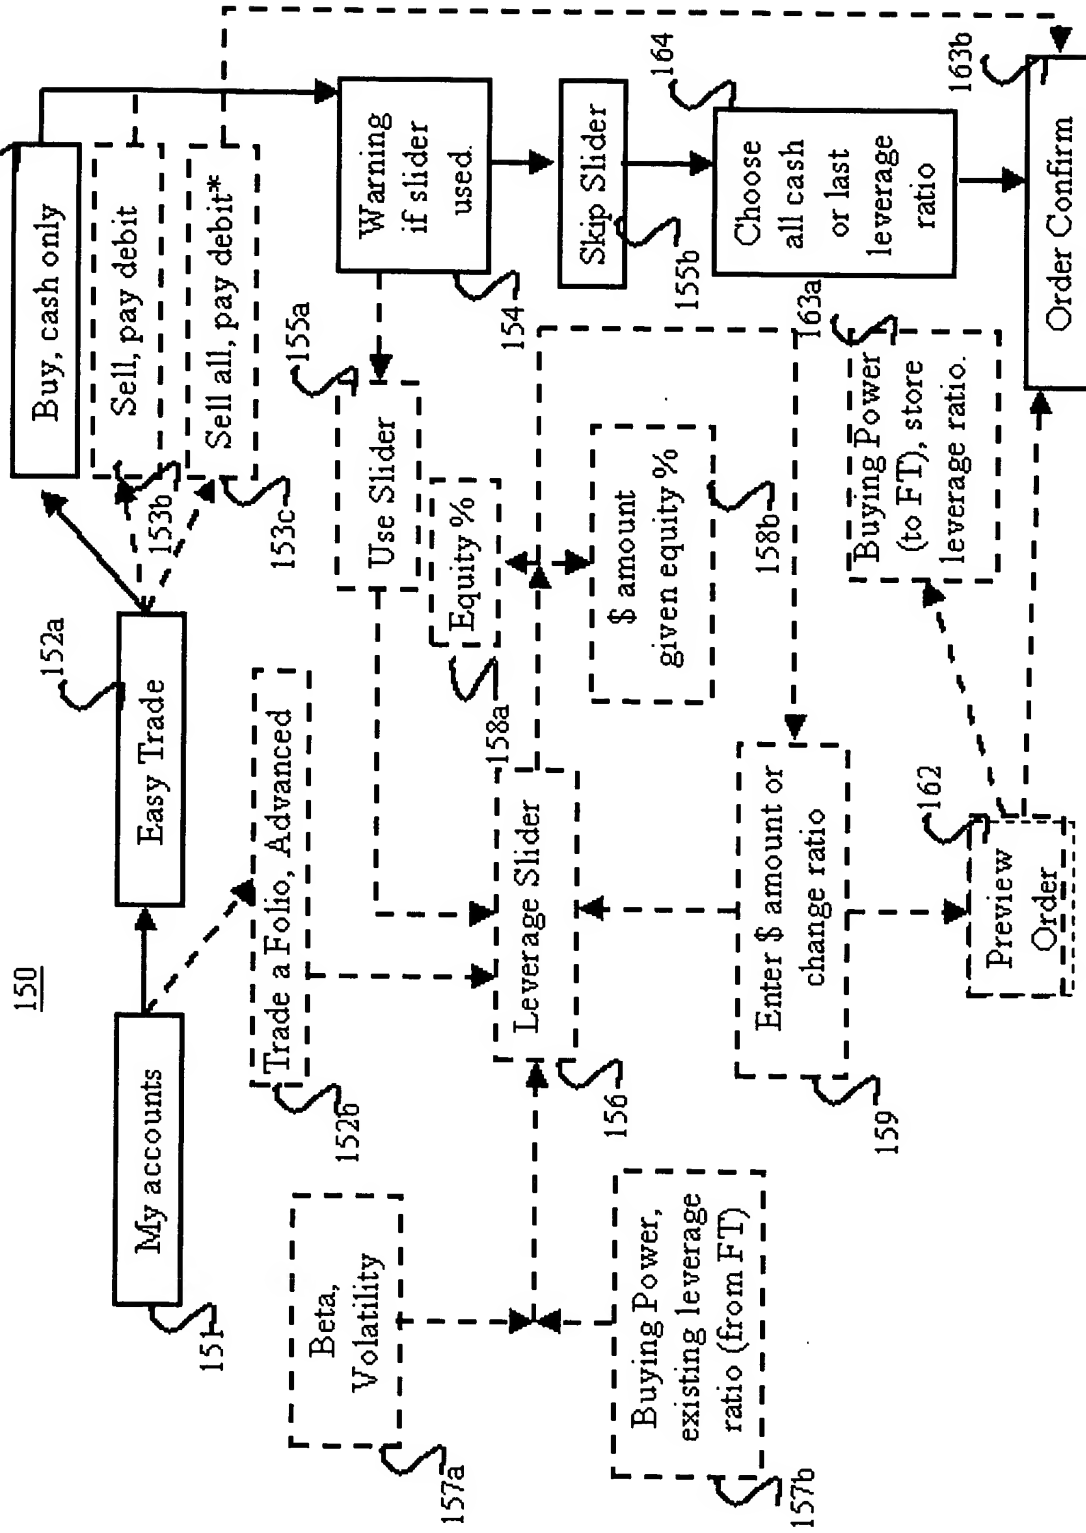 150
My accounts
151
Easy Trade
152a
Buy, cash only
Sell, pay debit
153b
Sell all, pay debit*
153c
Trade a Folio, Advanced
152b
Warning
if slider
used.
154
Use Slider
155a
Skip Slider
155b
Choose
all cash
or last
leverage
ratio
164
Beta,
Volatility
157a
Buying Power,
existing leverage
ratio (from FT)
157b
Leverage Slider
156
Equity %
158a
$ amount
given equity %
158b
Enter $ amount or
change ratio
159
Preview
Order
162
Buying Power
(to FT), store
leverage ratio.
163a
Order Confirm
163b